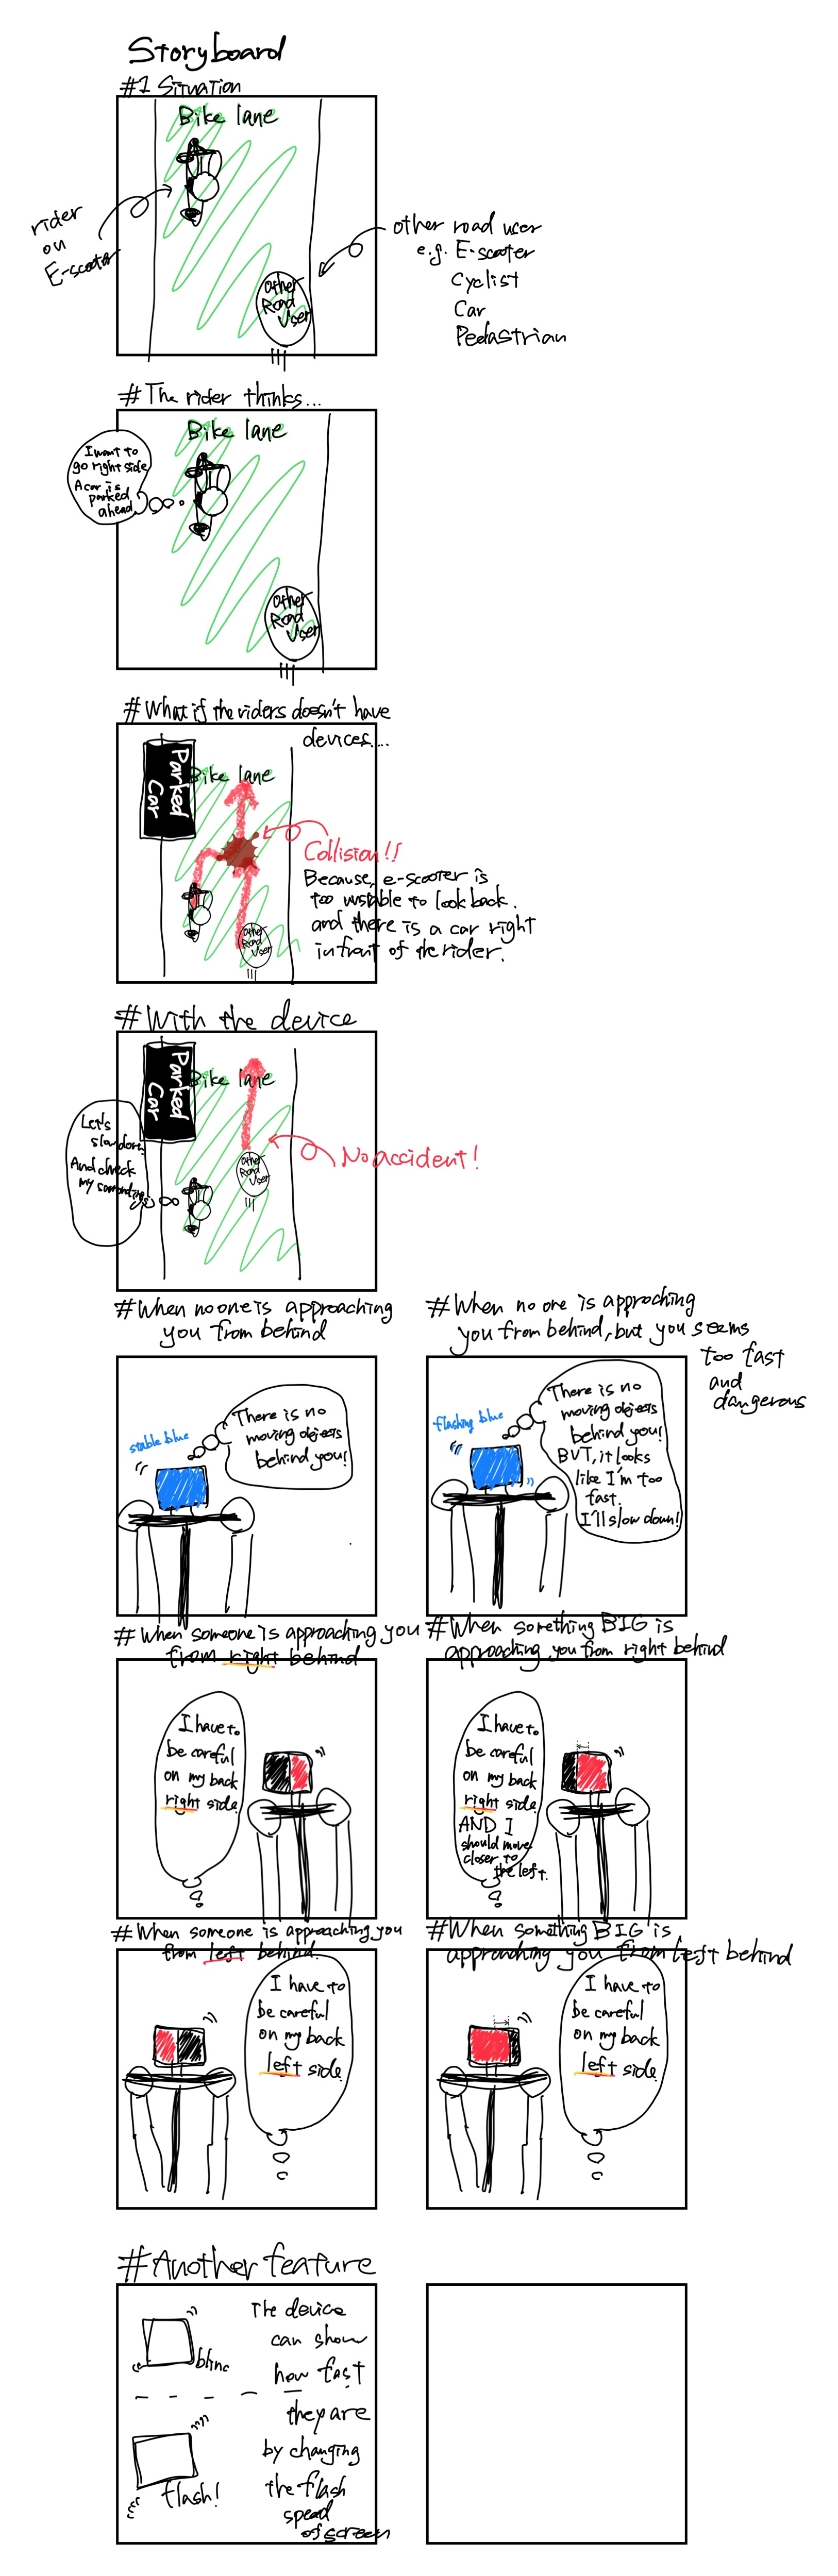 Storyboard
#1 Situation
Bike lane
rider
on
E-scooter
other road user
e.g. E-scooter
Cyclist
Car
Pedastrian
Other
Road
User
# The rider thinks...
Bike lane
I want to
go right side
A car is
parked
ahead
Other
Road
User
# What if the riders doesn't have
devices....
Parked
Car
Bike lane
Collision!!
Because, e-scooter is
too unstable to look back.
and there is a car right
in front of the rider.
Other
Road
User
# With the device
Parked
Car
Bike lane
Let's
slow down
And check
my surroundings
Other
Road
User
No accident!
# When no one is approaching
you from behind
stable blue
There is no
moving objects
behind you!
# When no one is approching
you from behind, but you seems
too fast
and
dangerous
flashing blue
There is no
moving objects
behind you!
BUT, it looks
like I'm too
fast.
I'll slow down!
# When someone is approaching you
from right behind
I have to
be careful
on my back
right side
# When something BIG is
approaching you from right behind
I have to
be careful
on my back
right side
AND I
should move
closer to
the left.
# When someone is approaching you
from left behind.
I have to
be careful
on my back
left side
# When something BIG is
approaching you from left behind
I have to
be careful
on my back
left side
# Another feature
blinc
flash!
The device
can show
how fast
they are
by changing
the flash
spead
of screen